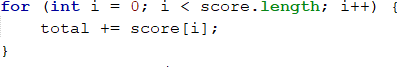 for (int i = 0; i < score.length; i++) {
    total += score[i];
}